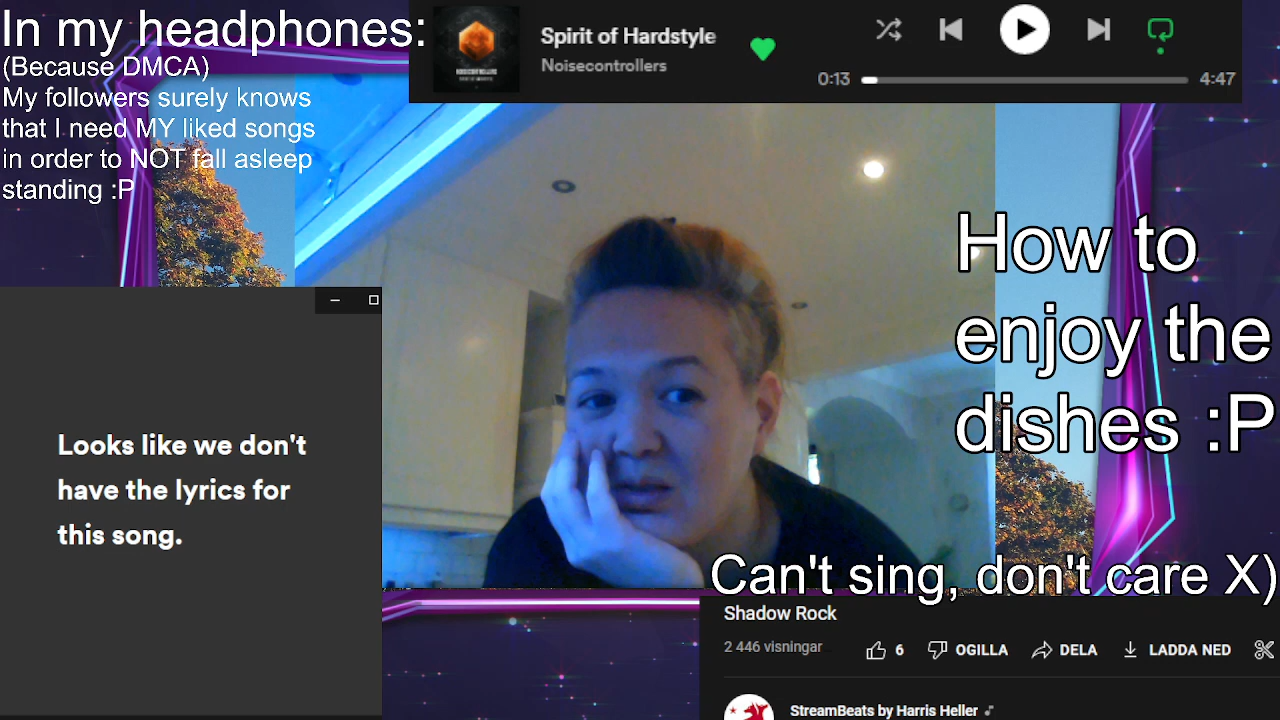 In my headphones:
(Because DMCA)
My followers surely knows
that I need MY liked songs
in order to NOT fall asleep
standing :P
Spirit of Hardstyle
Noisecontrollers
0:13
4:47
How to
enjoy the
dishes :P
Looks like we don't
have the lyrics for
this song.
Can't sing, don't care X)
Shadow Rock
2 446 visningar
6
OGILLA
DELA
LADDA NED
StreamBeats by Harris Heller